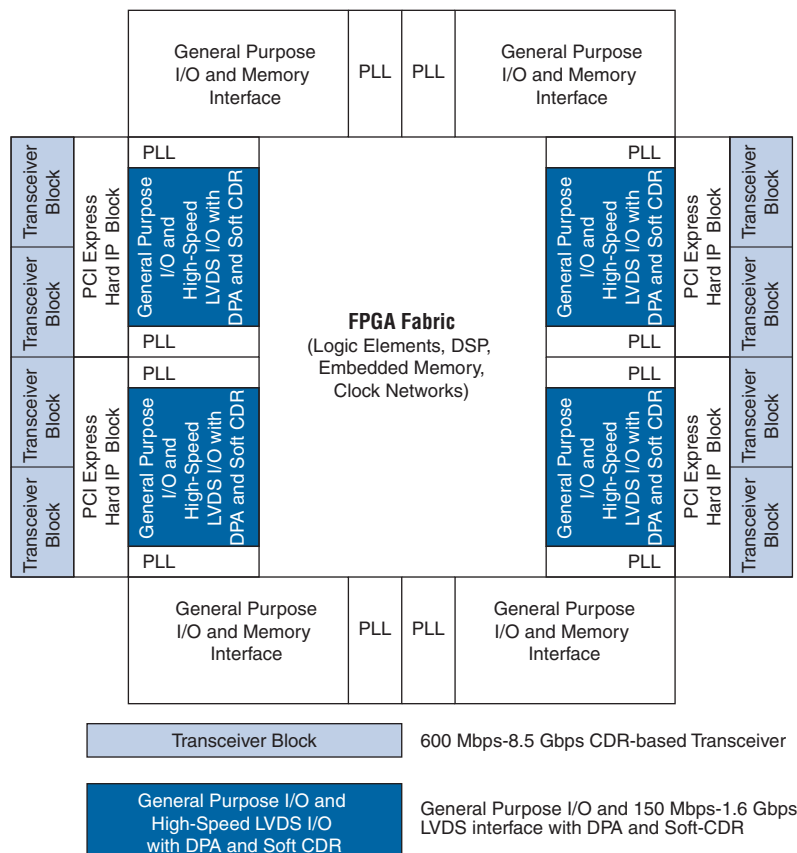 General Purpose
I/O and Memory
Interface
PLL
PLL
General Purpose
I/O and Memory
Interface
Transceiver
Block
Transceiver
Block
PCI Express
Hard IP Block
PLL
General Purpose
I/O and
High-Speed
LVDS I/O with
DPA and Soft CDR
PLL
Transceiver
Block
Transceiver
Block
PCI Express
Hard IP Block
PLL
General Purpose
I/O and
High-Speed
LVDS I/O with
DPA and Soft CDR
PLL
FPGA Fabric
(Logic Elements, DSP,
Embedded Memory,
Clock Networks)
PLL
General Purpose
I/O and
High-Speed
LVDS I/O with
DPA and Soft CDR
PLL
PCI Express
Hard IP Block
Transceiver
Block
Transceiver
Block
PLL
General Purpose
I/O and
High-Speed
LVDS I/O with
DPA and Soft CDR
PLL
PCI Express
Hard IP Block
Transceiver
Block
Transceiver
Block
General Purpose
I/O and Memory
Interface
PLL
PLL
General Purpose
I/O and Memory
Interface
Transceiver Block
600 Mbps-8.5 Gbps CDR-based Transceiver
General Purpose I/O and
High-Speed LVDS I/O
with DPA and Soft CDR
General Purpose I/O and 150 Mbps-1.6 Gbps
LVDS interface with DPA and Soft-CDR